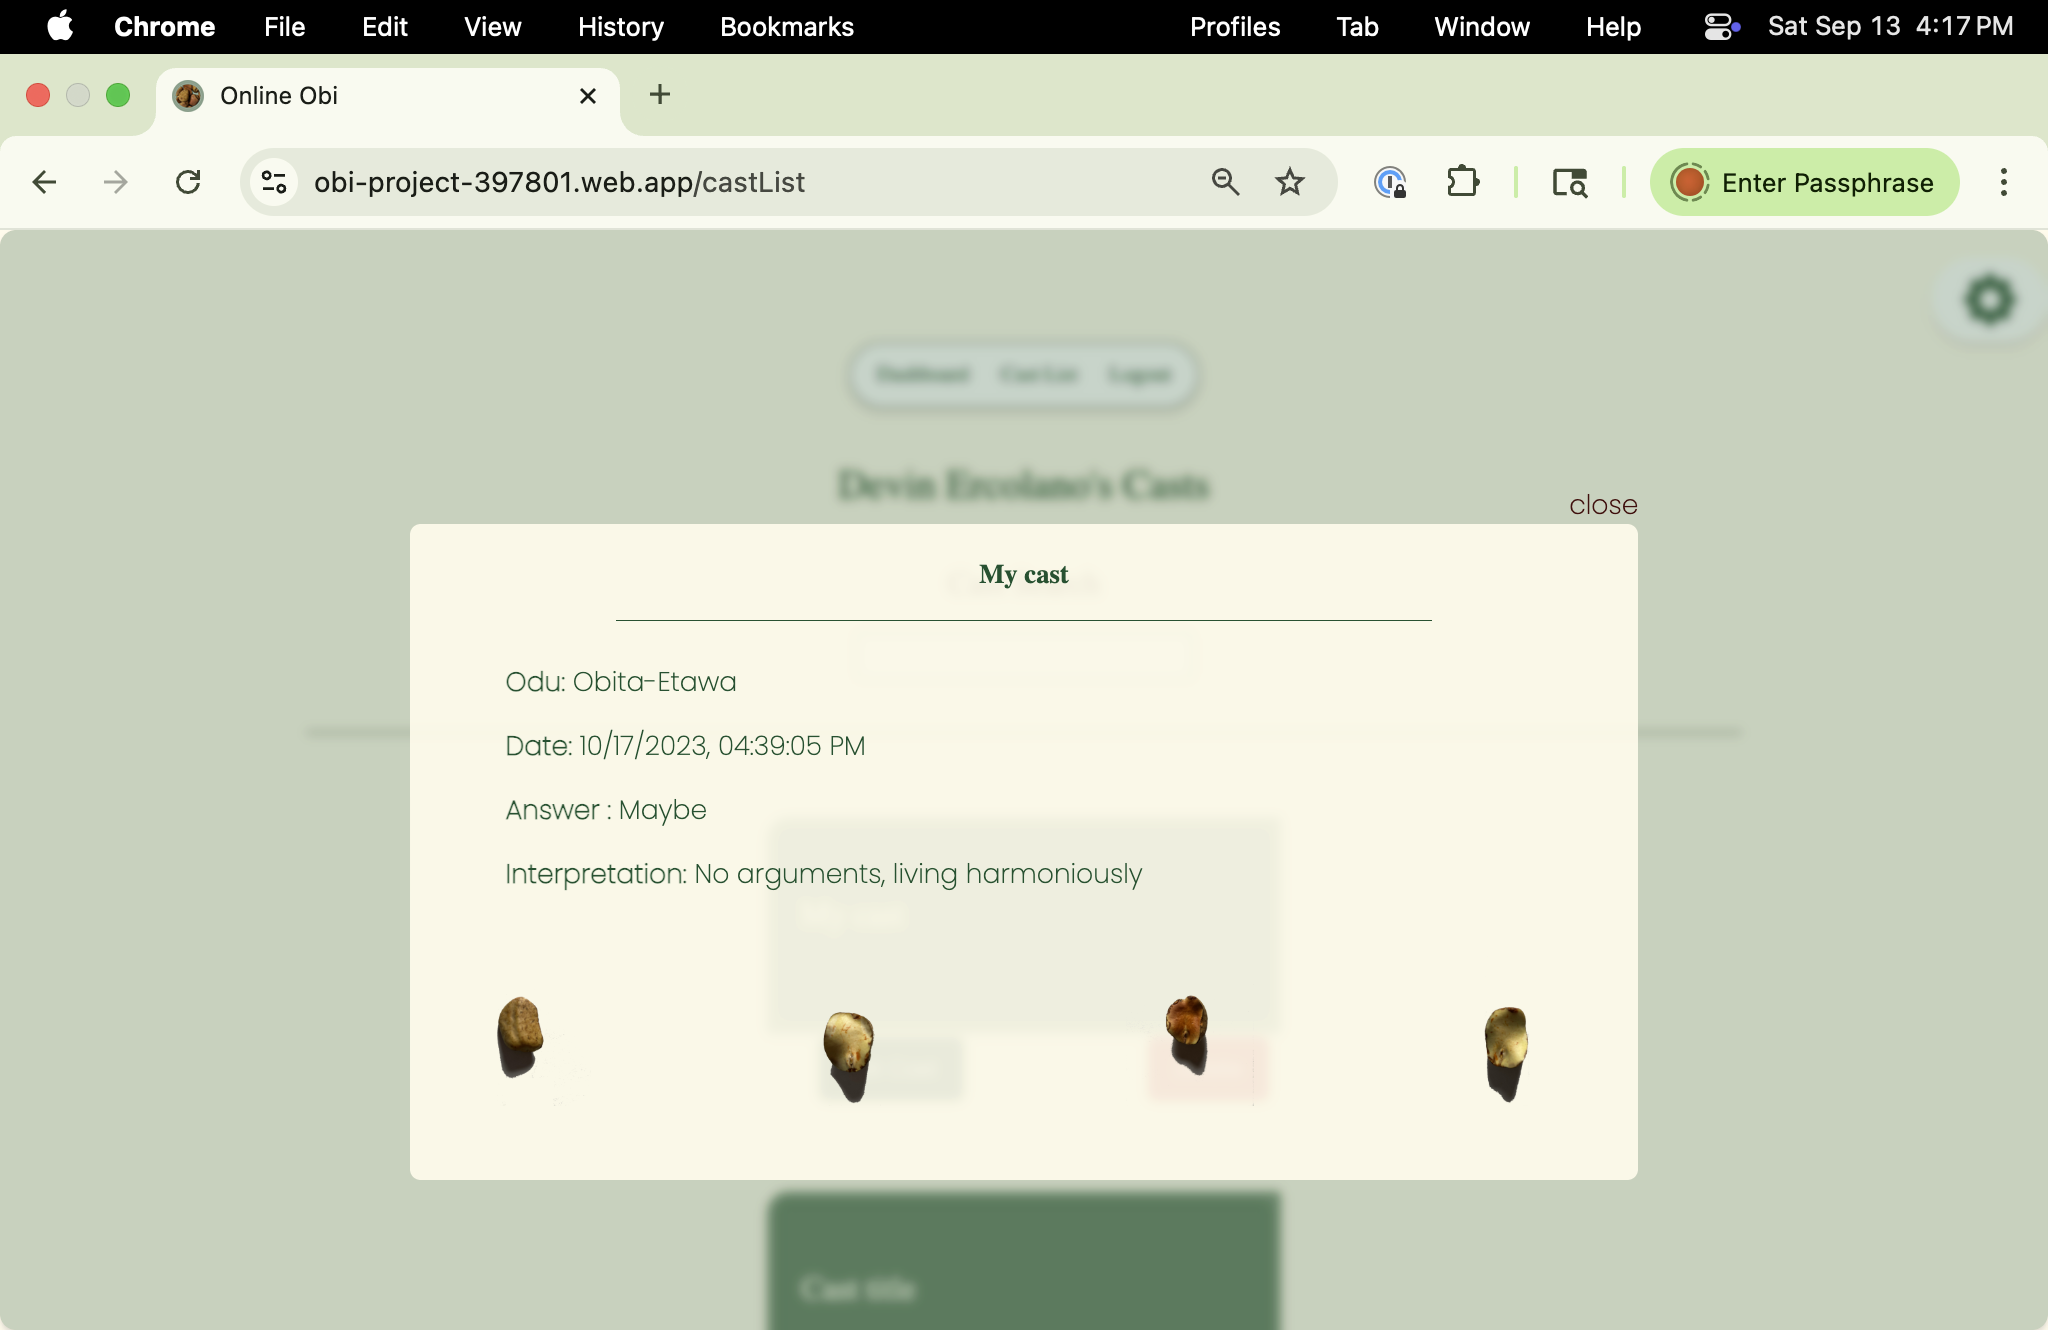 Chrome File Edit View History Bookmarks Profiles Tab Window Help Sat Sep 13 4:17 PM
Online Obi
obi-project-397801.web.app/castList Enter Passphrase
Dashboard Cast List Logout
Devin Ercolano's Casts
close
My cast
Odu: Obita-Etawa
Date: 10/17/2023, 04:39:05 PM
Answer : Maybe
Interpretation: No arguments, living harmoniously
Cast title